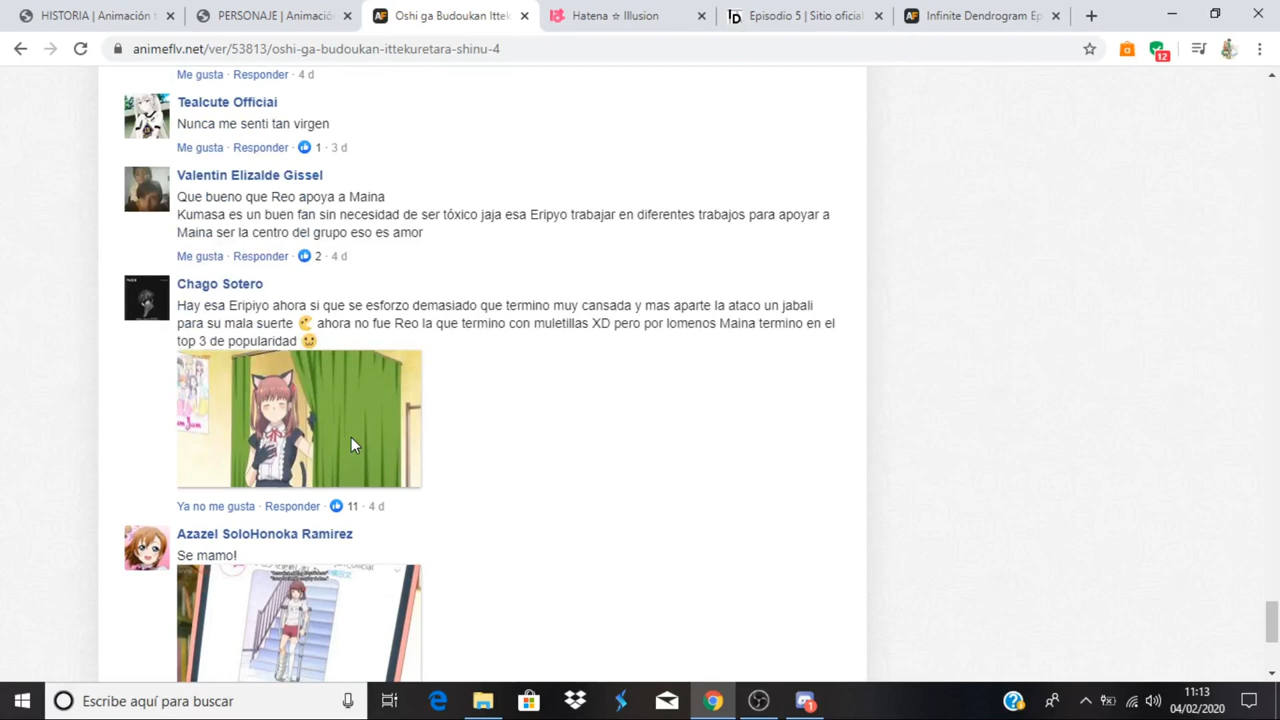 HISTORIA | Animación t
PERSONAJE | Animació
Oshi ga Budoukan Ittek
Hatena ☆ Illusion
Episodio 5 | Sitio oficial
Infinite Dendrogram Ep
animeflv.net/ver/53813/oshi-ga-budoukan-ittekuretara-shinu-4
12
Me gusta · Responder · 4 d
Tealcute Officiai
Nunca me senti tan virgen
Me gusta · Responder · 1 · 3 d
Valentin Elizalde Gissel
Que bueno que Reo apoya a Maina
Kumasa es un buen fan sin necesidad de ser tóxico jaja esa Eripyo trabajar en diferentes trabajos para apoyar a
Maina ser la centro del grupo eso es amor
Me gusta · Responder · 2 · 4 d
Chago Sotero
Hay esa Eripiyo ahora si que se esforzo demasiado que termino muy cansada y mas aparte la ataco un jabali
para su mala suerte ahora no fue Reo la que termino con muletillas XD pero por lomenos Maina termino en el
top 3 de popularidad
Ya no me gusta · Responder · 11 · 4 d
Azazel SoloHonoka Ramirez
Se mamo!
Escribe aquí para buscar
11:13
04/02/2020